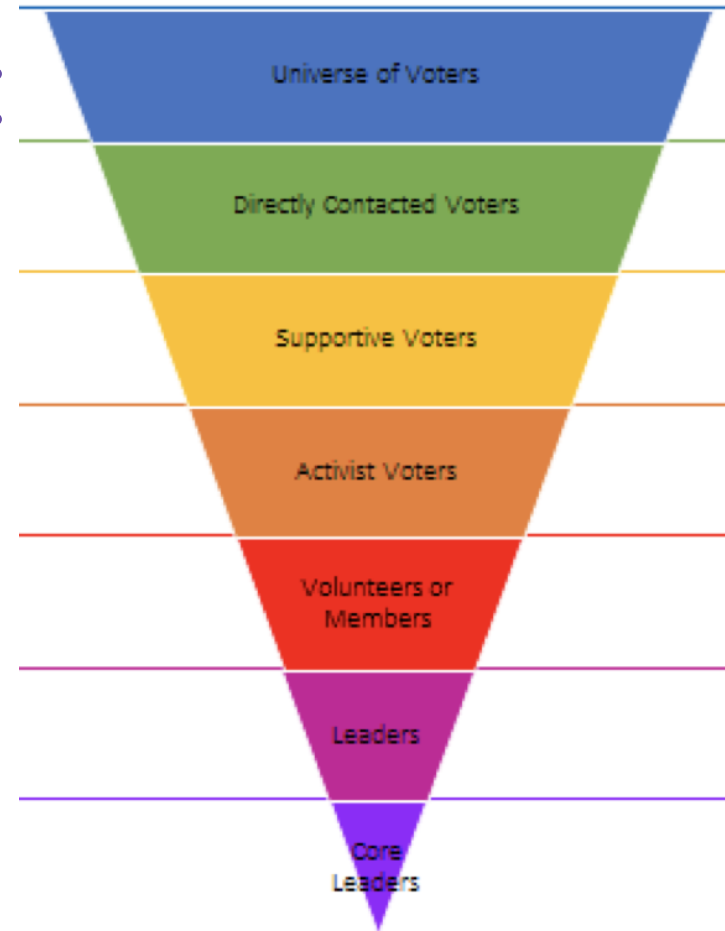 Universe of Voters
Directly Contacted Voters
Supportive Voters
Activist Voters
Volunteers or
Members
Leaders
Core
Leaders